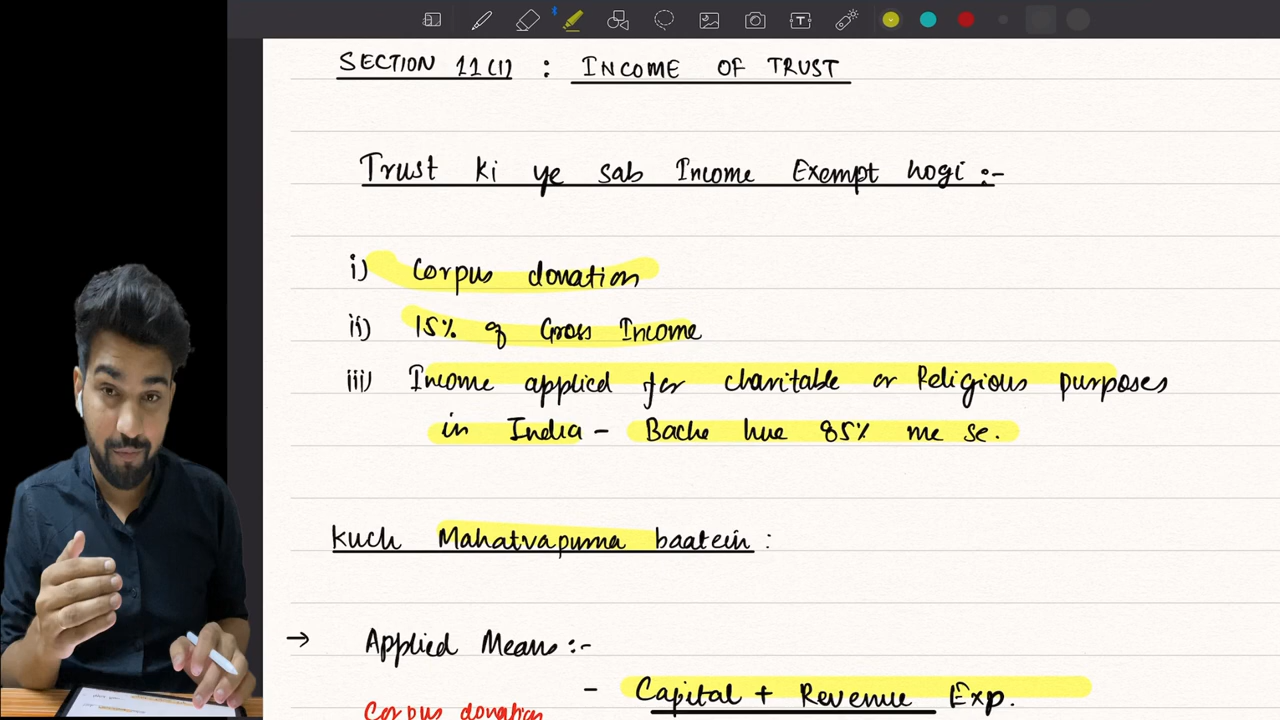 SECTION 11(1) : INCOME OF TRUST
Trust ki ye sab Income Exempt hogi :-
i) Corpus donation
ii) 15% of Gross Income
iii) Income applied for charitable or Religious purposes
in India - Bache hue 85% me se.
Kuch Mahatvapurna baatein :
→ Applied Means :-
- Capital + Revenue Exp.
Corpus donation